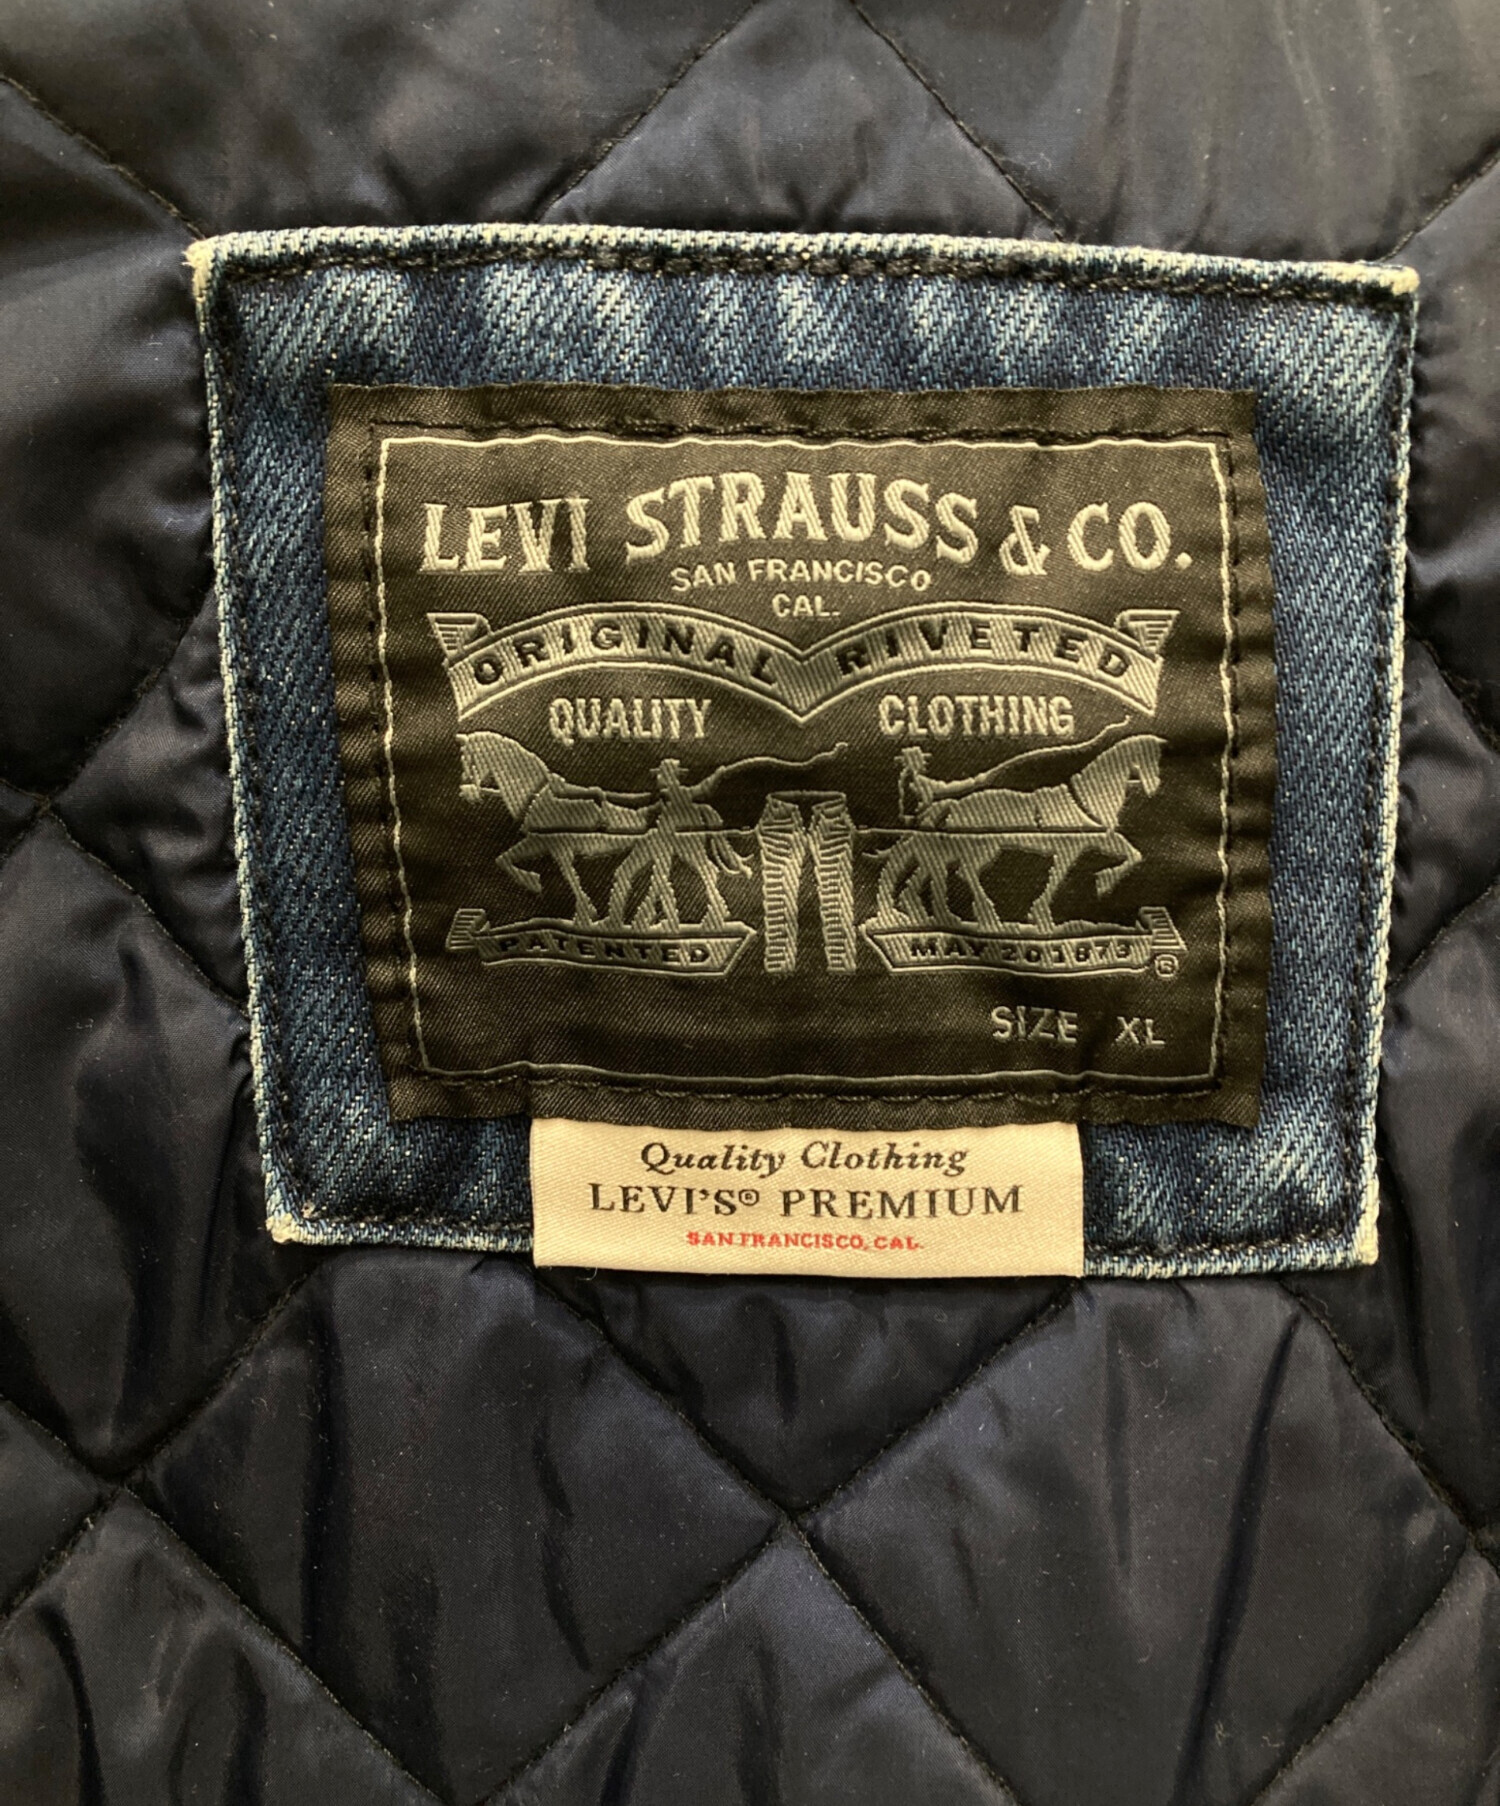 LEVI STRAUSS & CO.
SAN FRANCISCO
CAL.
ORIGINAL RIVETED
QUALITY CLOTHING
PATENTED MAY 20 1873 ®
SIZE XL
Quality Clothing
LEVI'S® PREMIUM
SAN FRANCISCO, CAL.